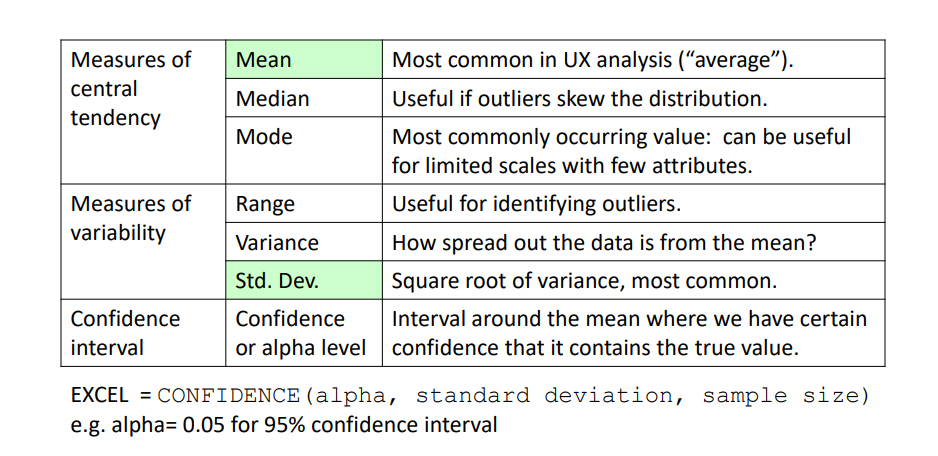 Measures of central tendency
Mean
Most common in UX analysis (“average”).
Median
Useful if outliers skew the distribution.
Mode
Most commonly occurring value:  can be useful
for limited scales with few attributes.
Measures of variability
Range
Useful for identifying outliers.
Variance
How spread out the data is from the mean?
Std. Dev.
Square root of variance, most common.
Confidence interval
Confidence or alpha level
Interval around the mean where we have certain
confidence that it contains the true value.
EXCEL = CONFIDENCE(alpha, standard deviation, sample size)
e.g. alpha= 0.05 for 95% confidence interval